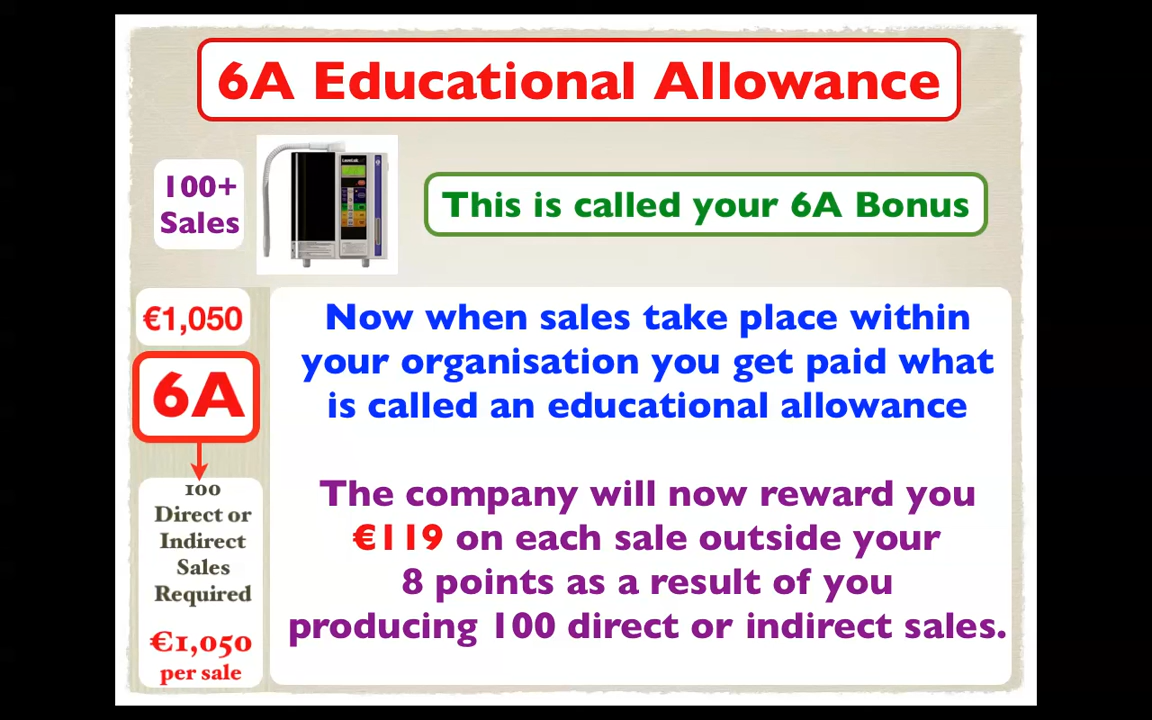 6A Educational Allowance
100+
Sales
This is called your 6A Bonus
€1,050
6A
100
Direct or
Indirect
Sales
Required
€1,050
per sale
Now when sales take place within
your organisation you get paid what
is called an educational allowance
The company will now reward you
€119 on each sale outside your
8 points as a result of you
producing 100 direct or indirect sales.